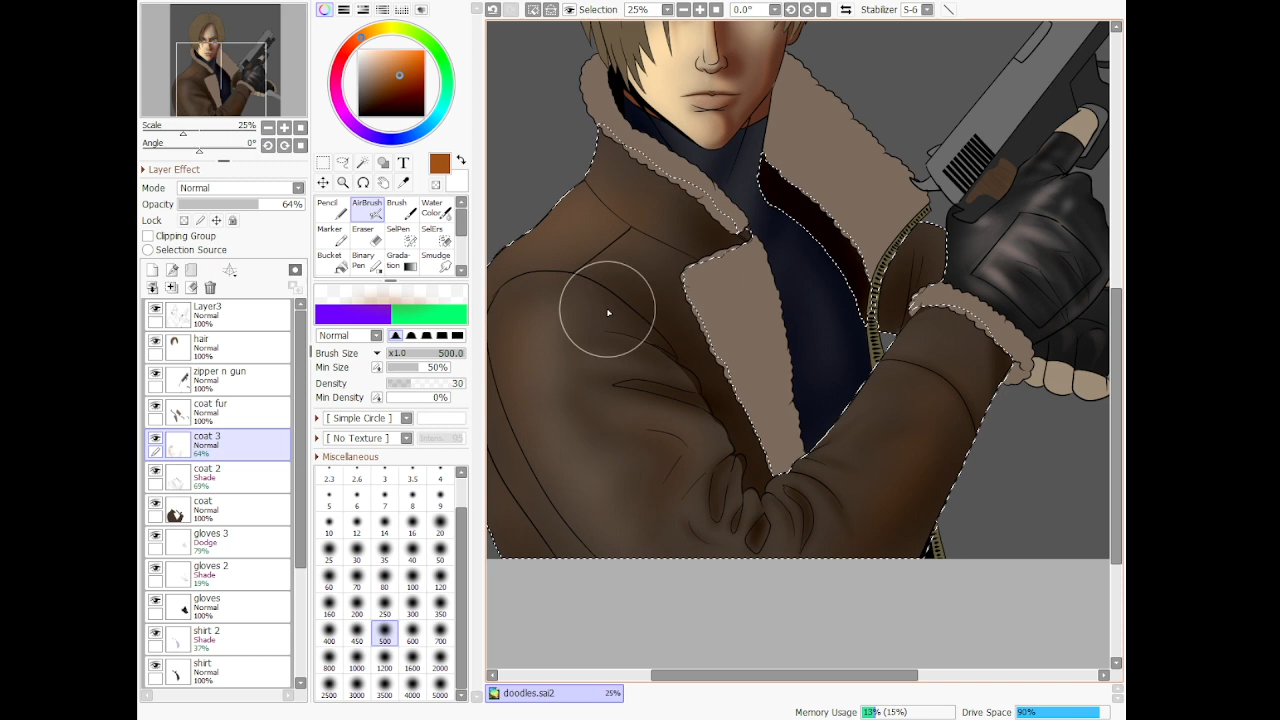 Selection 25% 0.0° Stabilizer S-6
Scale 25%
Angle 0°
Layer Effect
Mode Normal
Opacity 64%
Lock
Clipping Group
Selection Source
Layer3
Normal
100%
hair
Normal
100%
zipper n gun
Normal
100%
coat fur
Normal
100%
coat 3
Normal
64%
coat 2
Shade
69%
coat
Normal
100%
gloves 3
Dodge
79%
gloves 2
Shade
19%
gloves
Normal
100%
shirt 2
Shade
37%
shirt
Normal
100%
T
Pencil AirBrush Brush Water Color
Marker Eraser SelPen SelErs
Bucket Binary Pen Gradation Smudge
Normal
Brush Size x1.0 500.0
Min Size 50%
Density 30
Min Density 0%
[ Simple Circle ]
[ No Texture ] 95
Miscellaneous
2.3 2.6 3 3.5 4
5 6 7 8 9
10 12 14 16 20
25 30 35 40 50
60 70 80 100 120
160 200 250 300 350
400 450 500 600 700
800 1000 1200 1600 2000
2500 3000 3500 4000 5000
doodles.sai2 25%
Memory Usage 13% (15%) Drive Space 90%